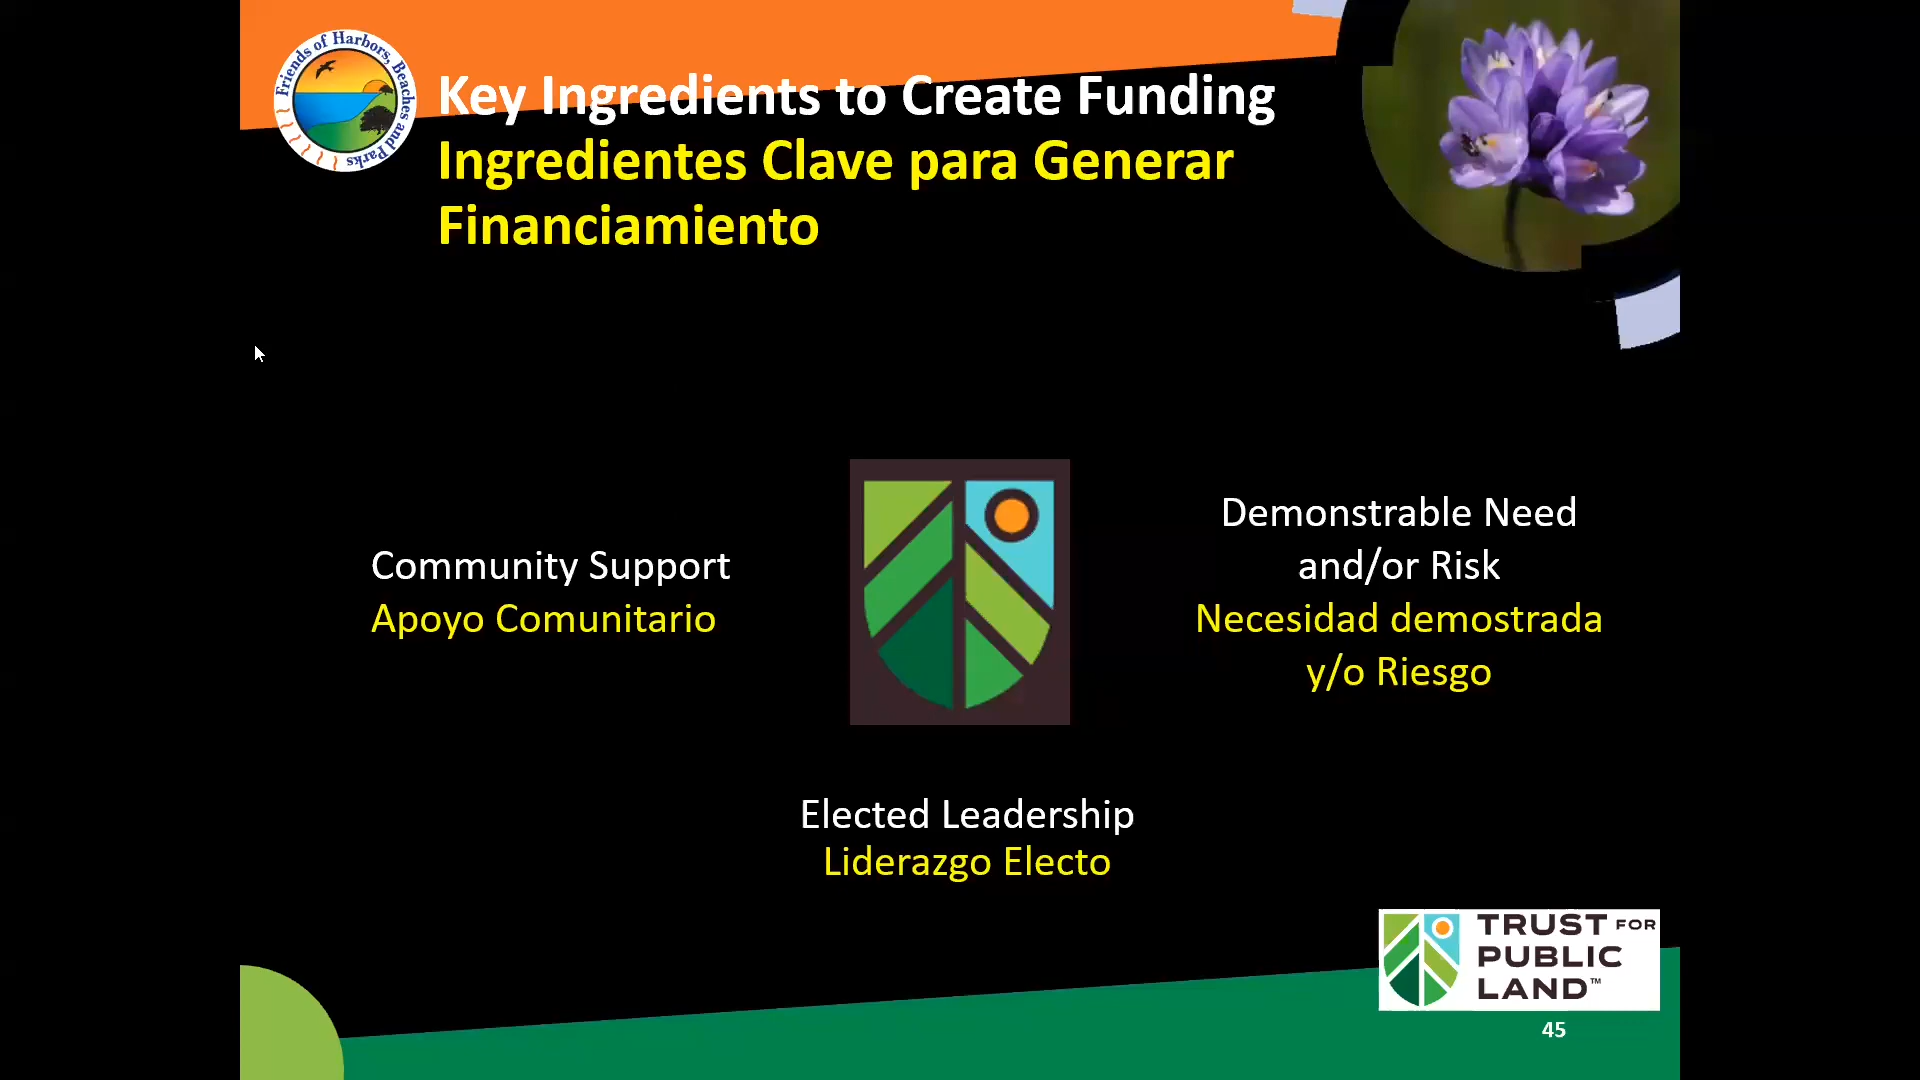 Friends of Harbors, Beaches and Parks
Key Ingredients to Create Funding
Ingredientes Clave para Generar
Financiamiento
Community Support
Apoyo Comunitario
Demonstrable Need
and/or Risk
Necesidad demostrada
y/o Riesgo
Elected Leadership
Liderazgo Electo
TRUST FOR
PUBLIC
LAND™
45